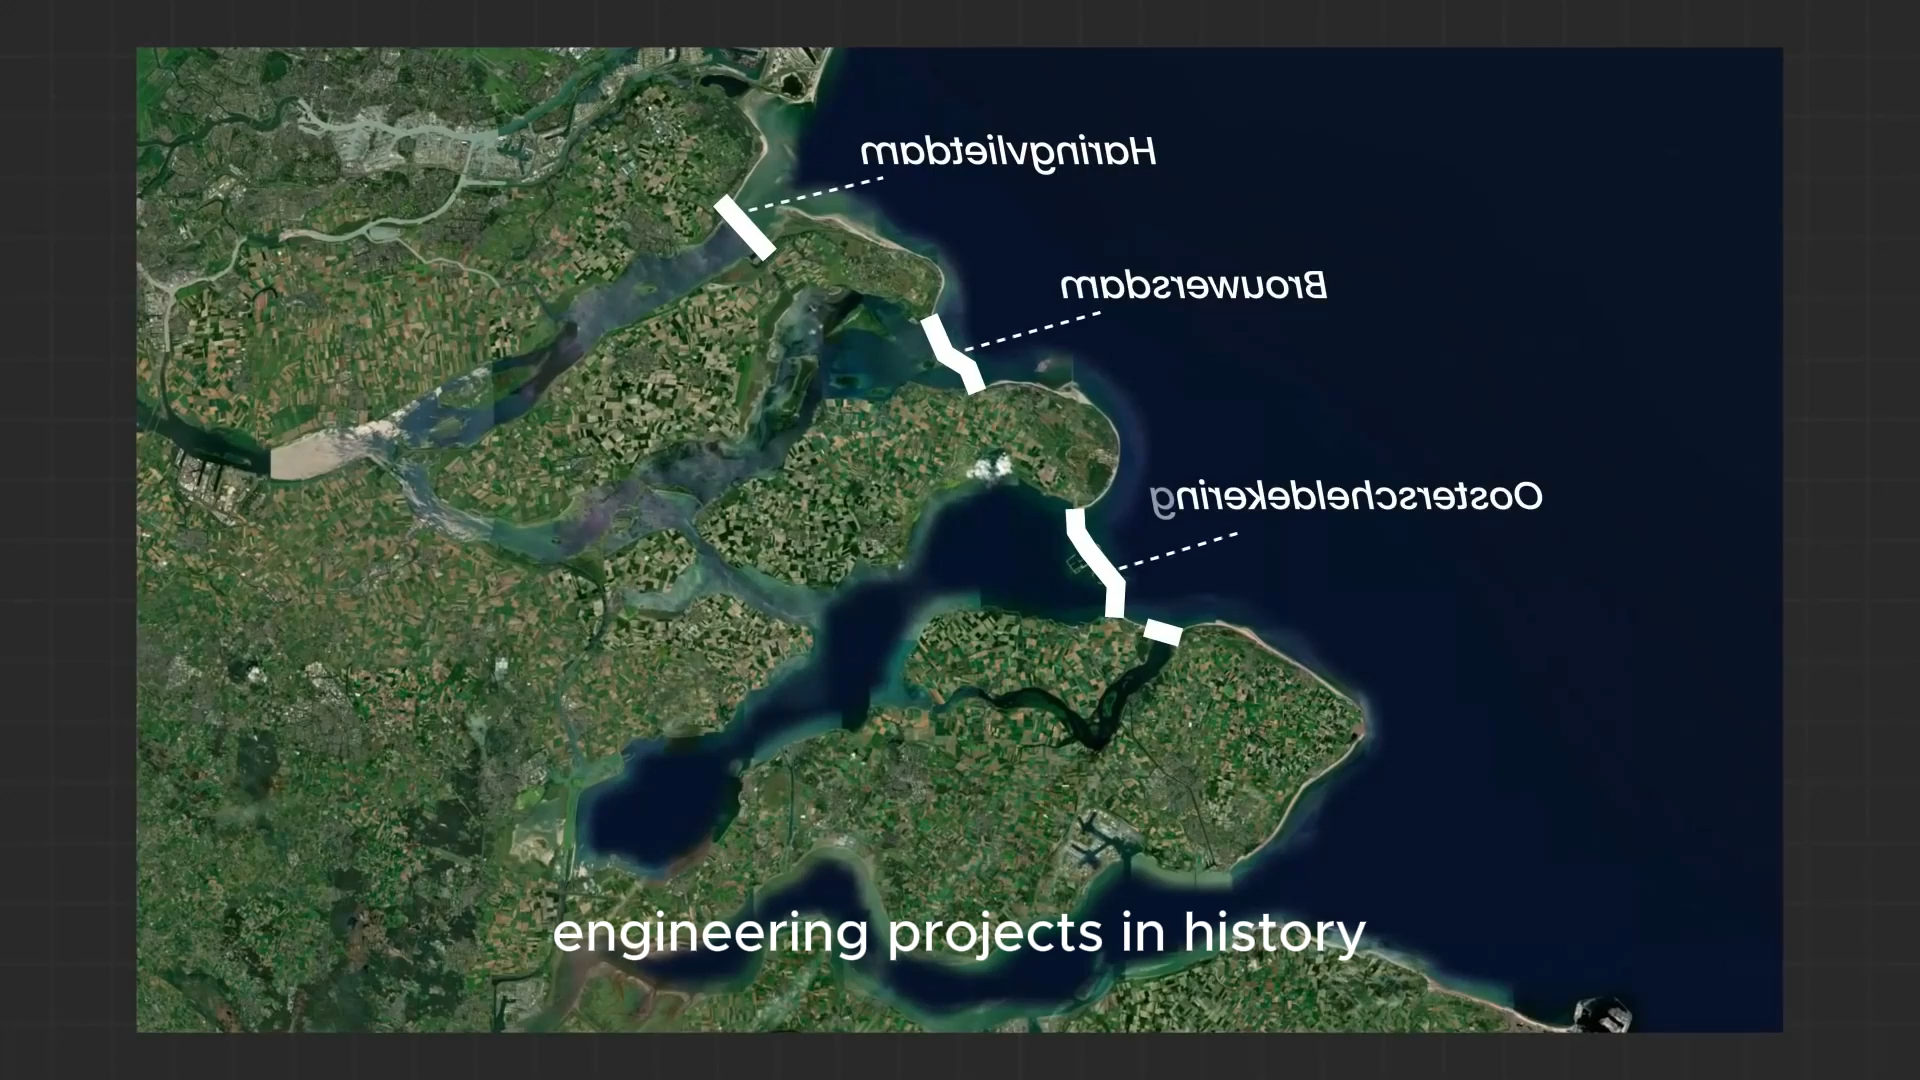 Haringvlietdam
Brouwersdam
Oosterscheldekering
engineering projects in history